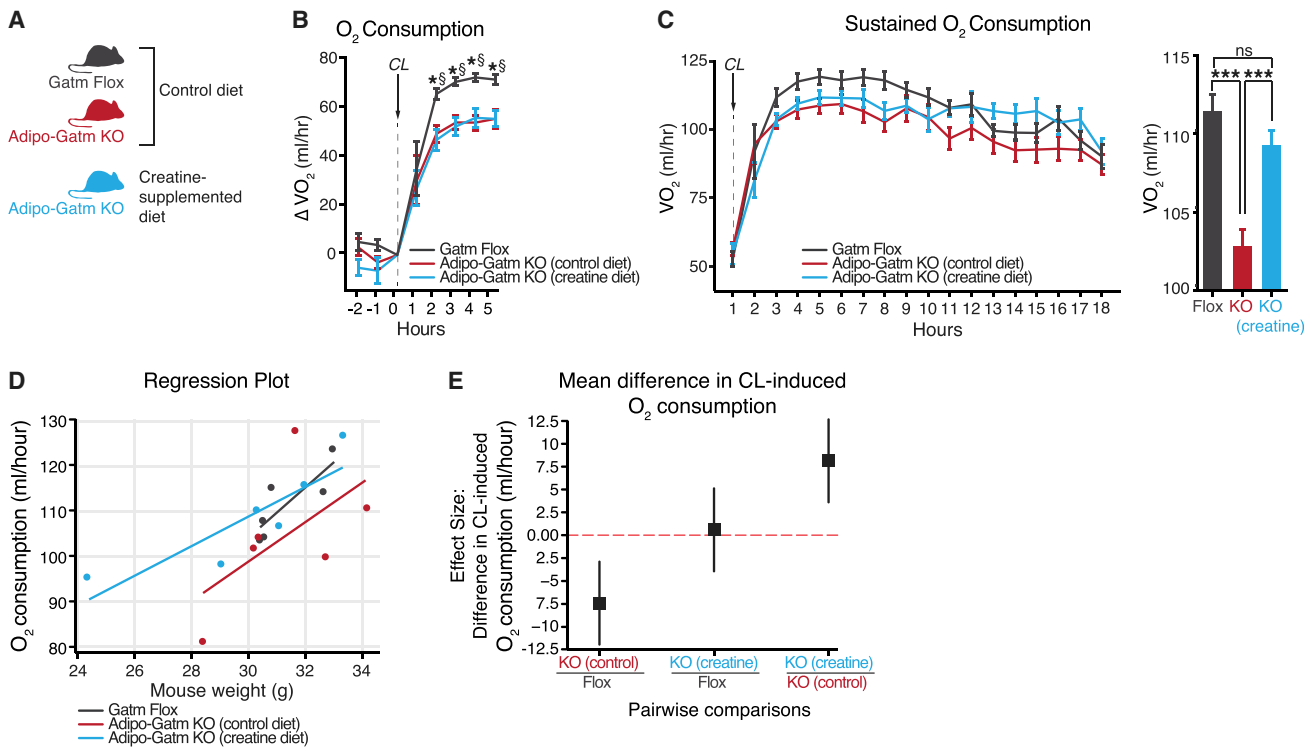 A
Gatm Flox
Adipo-Gatm KO
Control diet
Adipo-Gatm KO
Creatine-
supplemented
diet
B
O2 Consumption
CL
*§ *§ *§ *§
Δ VO2 (ml/hr)
80
60
40
20
0
Gatm Flox
Adipo-Gatm KO (control diet)
Adipo-Gatm KO (creatine diet)
-2 -1 0 1 2 3 4 5
Hours
C
Sustained O2 Consumption
CL
VO2 (ml/hr)
125
100
75
50
Gatm Flox
Adipo-Gatm KO (control diet)
Adipo-Gatm KO (creatine diet)
1 2 3 4 5 6 7 8 9 10 11 12 13 14 15 16 17 18
Hours
ns
*** ***
VO2 (ml/hr)
115
110
105
100
Flox KO KO
(creatine)
D
Regression Plot
O2 consumption (ml/hour)
130
120
110
100
90
80
24 26 28 30 32 34
Mouse weight (g)
Gatm Flox
Adipo-Gatm KO (control diet)
Adipo-Gatm KO (creatine diet)
E
Mean difference in CL-induced
O2 consumption
Effect Size:
Difference in CL-induced
O2 consumption (ml/hour)
12.5
10
7.5
5
2.5
0.00
2.5
−5
7.5
−10
-12.5
KO (control) KO (creatine) KO (creatine)
Flox Flox KO (control)
Pairwise comparisons